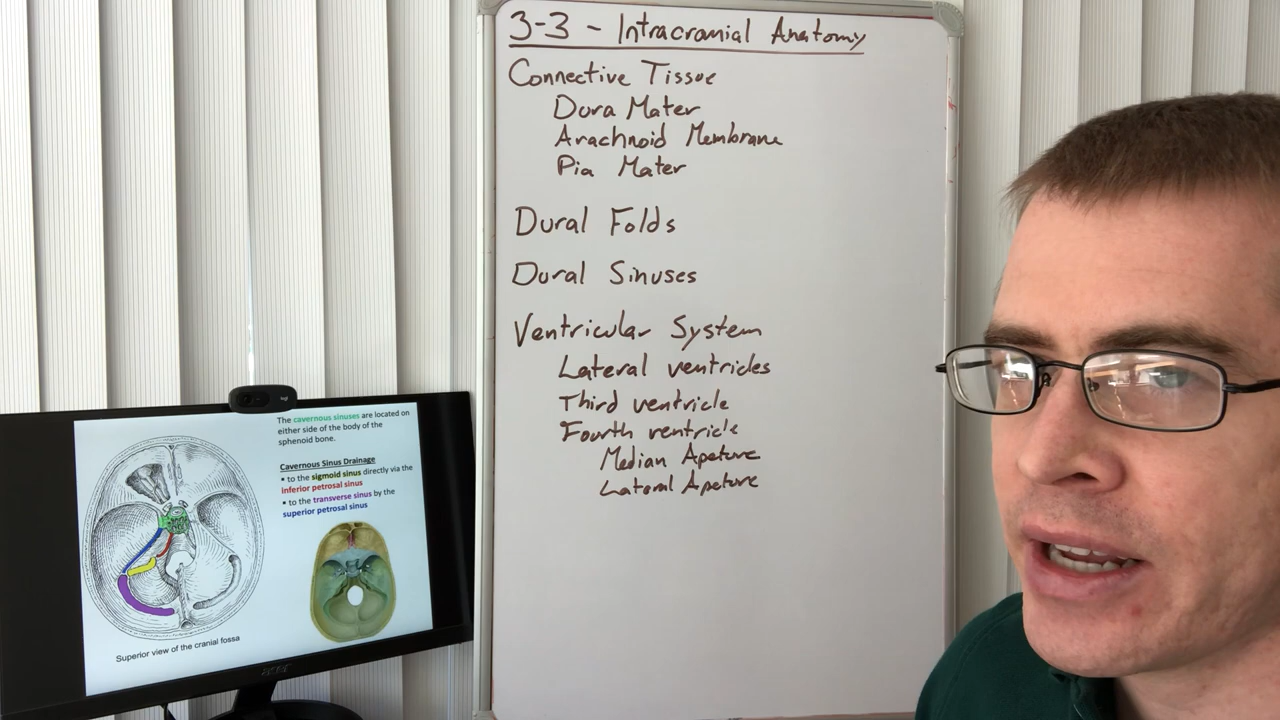 3-3 - Intracranial Anatomy
Connective Tissue
Dura Mater
Arachnoid Membrane
Pia Mater
Dural Folds
Dural Sinuses
Ventricular System
Lateral ventricles
Third ventricle
Fourth ventricle
Median Apeture
Lateral Apeture
The cavernous sinuses are located on
either side of the body of the
sphenoid bone.
Cavernous Sinus Drainage
▪ to the sigmoid sinus directly via the
inferior petrosal sinus
▪ to the transverse sinus by the
superior petrosal sinus
Superior view of the cranial fossa